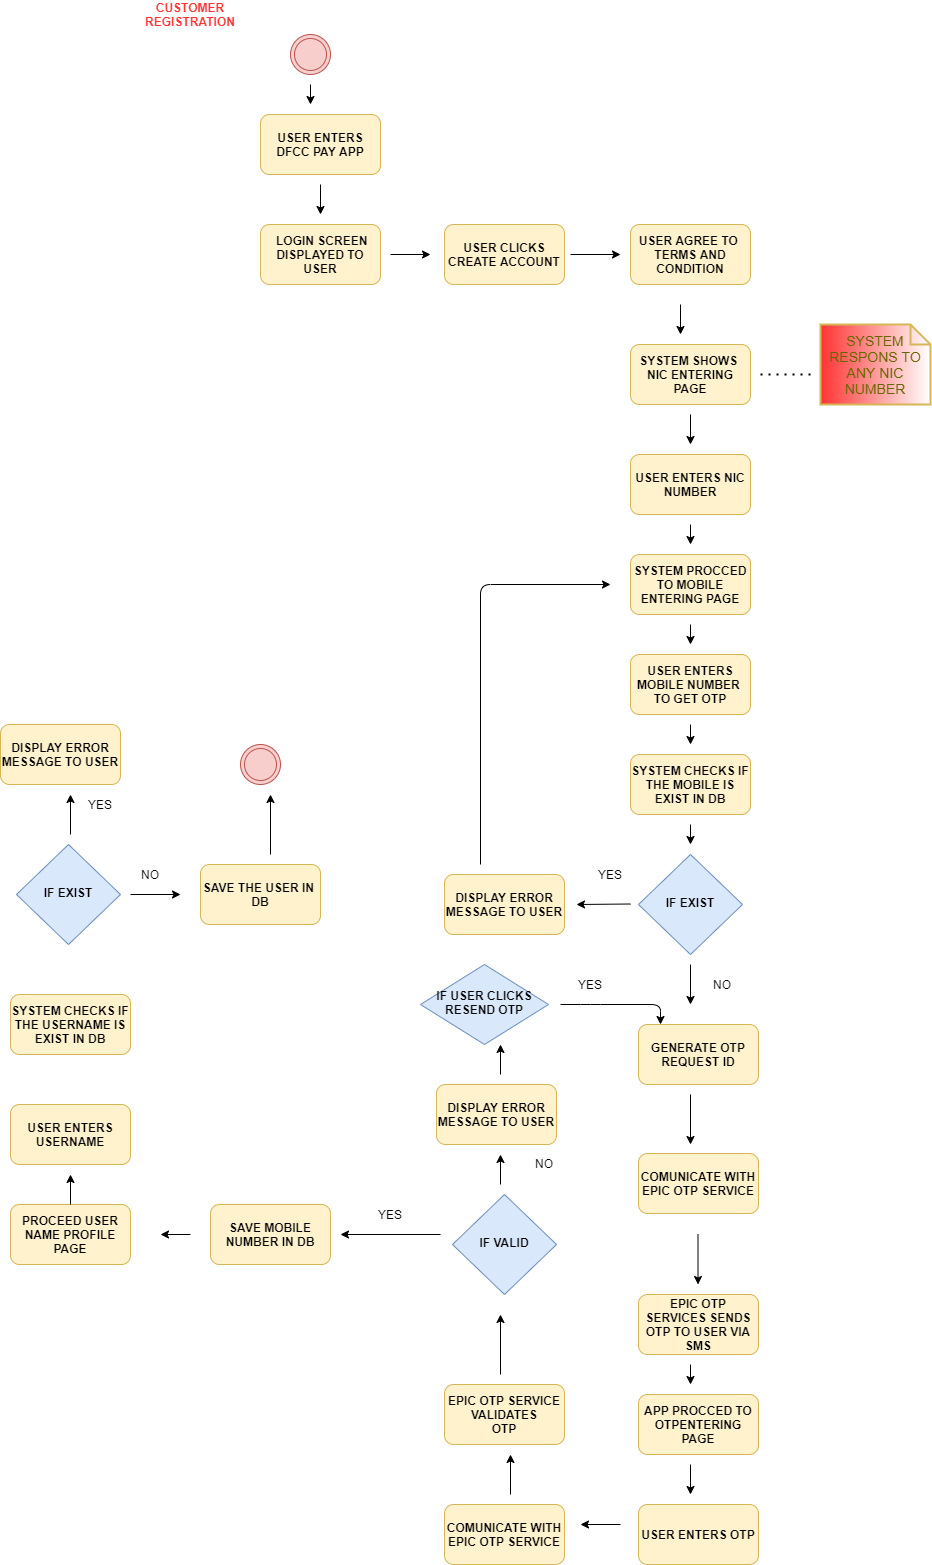 CUSTOMER
REGISTRATION
USER ENTERS
DFCC PAY APP
LOGIN SCREEN
DISPLAYED TO
USER
USER CLICKS
CREATE ACCOUNT
USER AGREE TO
TERMS AND
CONDITION
SYSTEM SHOWS
NIC ENTERING
PAGE
SYSTEM
RESPONS TO
ANY NIC
NUMBER
USER ENTERS NIC
NUMBER
SYSTEM PROCCED
TO MOBILE
ENTERING PAGE
USER ENTERS
MOBILE NUMBER
TO GET OTP
SYSTEM CHECKS IF
THE MOBILE IS
EXIST IN DB
IF EXIST
YES
DISPLAY ERROR
MESSAGE TO USER
NO
IF USER CLICKS
RESEND OTP
YES
GENERATE OTP
REQUEST ID
COMUNICATE WITH
EPIC OTP SERVICE
EPIC OTP
SERVICES SENDS
OTP TO USER VIA
SMS
APP PROCCED TO
OTPENTERING
PAGE
USER ENTERS OTP
COMUNICATE WITH
EPIC OTP SERVICE
EPIC OTP SERVICE
VALIDATES
OTP
IF VALID
NO
DISPLAY ERROR
MESSAGE TO USER
YES
SAVE MOBILE
NUMBER IN DB
PROCEED USER
NAME PROFILE
PAGE
USER ENTERS
USERNAME
SYSTEM CHECKS IF
THE USERNAME IS
EXIST IN DB
IF EXIST
YES
DISPLAY ERROR
MESSAGE TO USER
NO
SAVE THE USER IN
DB